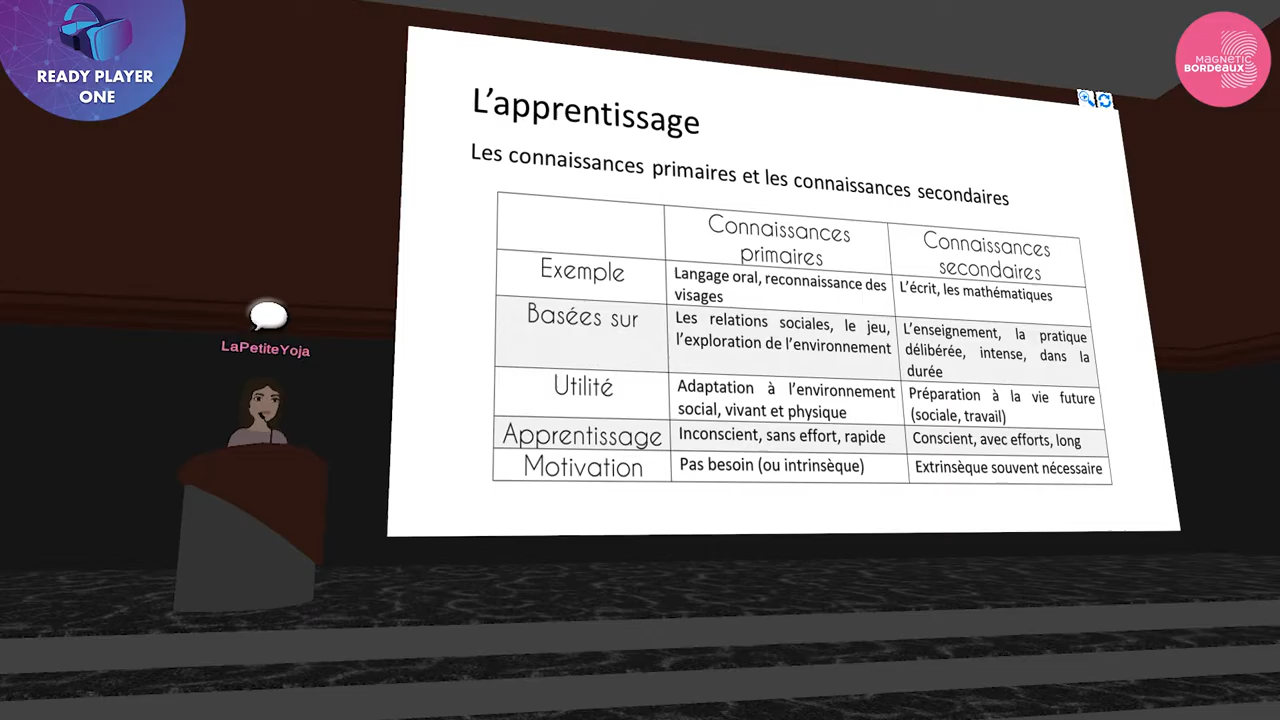 READY PLAYER
ONE
MAGNETIC
BORDEAUX
L'apprentissage
Les connaissances primaires et les connaissances secondaires
Connaissances
primaires
Connaissances
secondaires
Exemple
Langage oral, reconnaissance des
visages
L'écrit, les mathématiques
Basées sur
Les relations sociales, le jeu,
l'exploration de l'environnement
L'enseignement, la pratique
délibérée, intense, dans la
durée
Utilité
Adaptation à l'environnement
social, vivant et physique
Préparation à la vie future
(sociale, travail)
Apprentissage
Inconscient, sans effort, rapide
Conscient, avec efforts, long
Motivation
Pas besoin (ou intrinsèque)
Extrinsèque souvent nécessaire
LaPetiteYoja